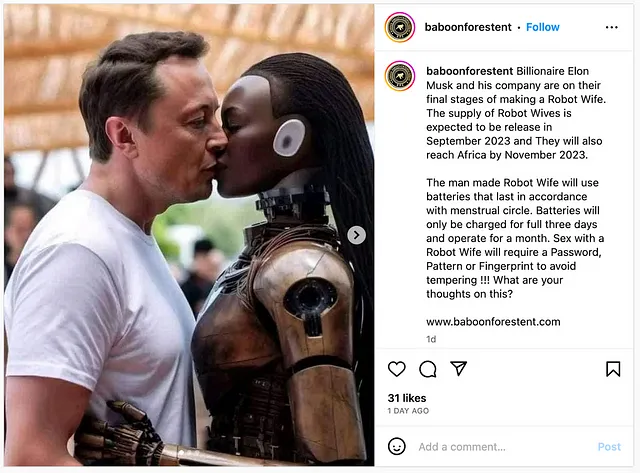 baboonforestent • Follow
baboonforestent Billionaire Elon
Musk and his company are on their
final stages of making a Robot Wife.
The supply of Robot Wives is
expected to be release in
September 2023 and They will also
reach Africa by November 2023.
The man made Robot Wife will use
batteries that last in accordance
with menstrual circle. Batteries will
only be charged for full three days
and operate for a month. Sex with a
Robot Wife will require a Password,
Pattern or Fingerprint to avoid
tempering !!! What are your
thoughts on this?
www.baboonforestent.com
1d
31 likes
1 DAY AGO
Add a comment...
Post